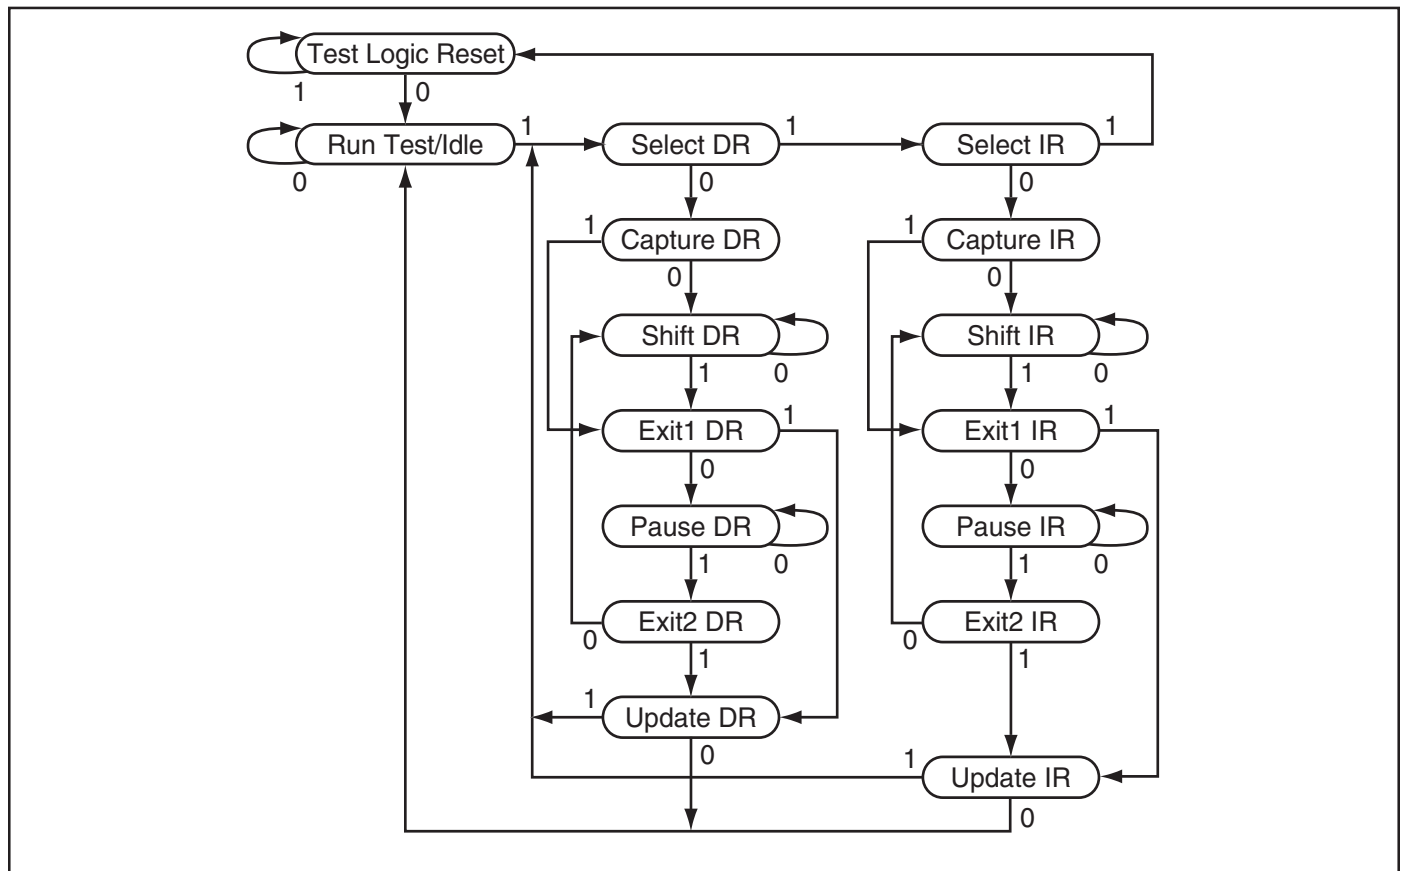 Test Logic Reset
1 0
Run Test/Idle 1 Select DR 1 Select IR 1
0 0 0
1 Capture DR 1 Capture IR
0 0
Shift DR Shift IR
1 0 1 0
Exit1 DR 1 Exit1 IR 1
0 0
Pause DR Pause IR
1 0 1 0
Exit2 DR Exit2 IR
0 1 0 1
1 Update DR
0 1 Update IR
0